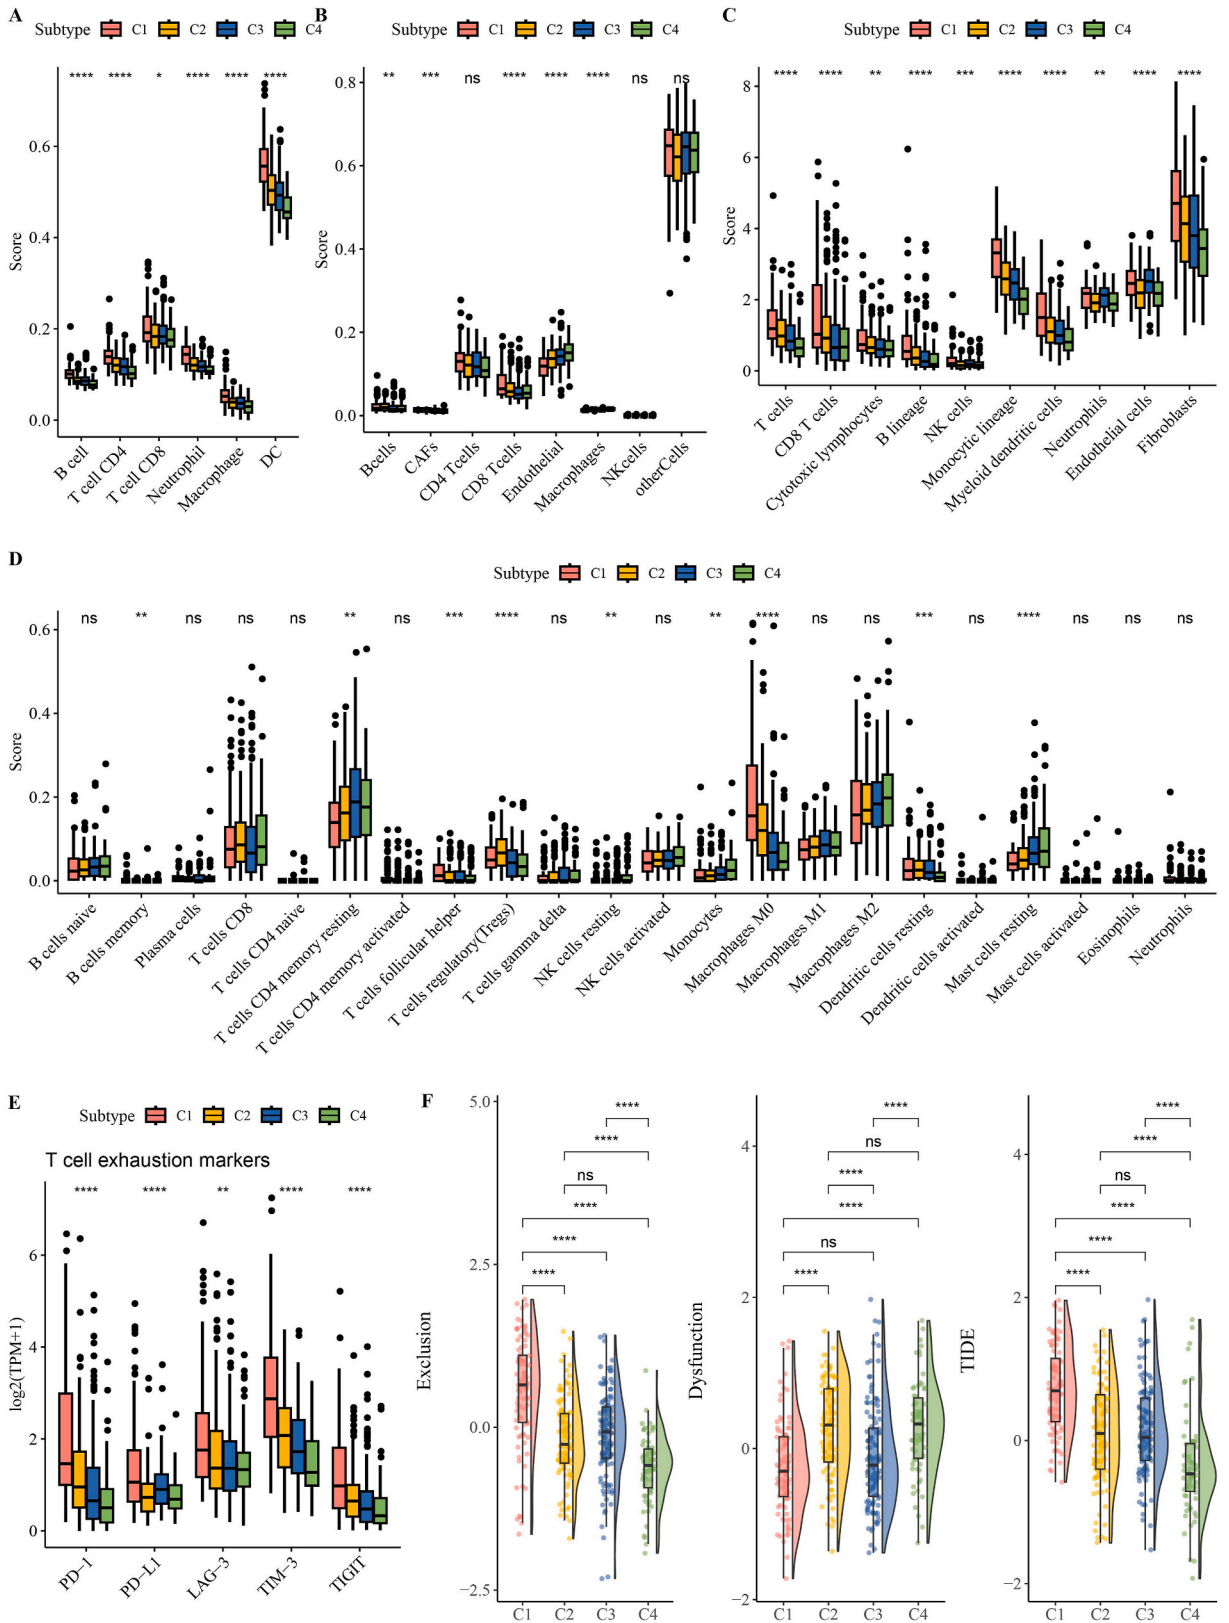 A
Subtype C1 C2 C3 C4
**** **** * **** **** ****
Score
0.6
0.4
0.2
0.0
B cell
T cell CD4
T cell CD8
Neutrophil
Macrophage
DC
B
Subtype C1 C2 C3 C4
** *** ns **** **** **** ns ns
Score
0.8
0.6
0.4
0.2
0.0
Bcells
CAFs
CD4 Tcells
CD8 Tcells
Endothelial
Macrophages
NKcells
otherCells
C
Subtype C1 C2 C3 C4
**** **** ** **** *** **** **** ** **** ****
Score
8
6
4
2
0
T cells
CD8 T cells
Cytotoxic lymphocytes
B lineage
NK cells
Monocytic lineage
Myeloid dendritic cells
Neutrophils
Endothelial cells
Fibroblasts
D
Subtype C1 C2 C3 C4
ns ** ns ns ns ** ns *** **** ns ** ns ** **** ns ns *** ns **** ns ns ns
Score
0.6
0.4
0.2
0.0
B cells naive
B cells memory
Plasma cells
T cells CD8
T cells CD4 naive
T cells CD4 memory resting
T cells CD4 memory activated
T cells follicular helper
T cells regulatory(Tregs)
T cells gamma delta
NK cells resting
NK cells activated
Monocytes
Macrophages M0
Macrophages M1
Macrophages M2
Dendritic cells resting
Dendritic cells activated
Mast cells resting
Mast cells activated
Eosinophils
Neutrophils
E
Subtype C1 C2 C3 C4
T cell exhaustion markers
**** **** ** **** ****
log2(TPM+1)
6
4
2
0
PD−1
PD−L1
LAG−3
TIM−3
TIGIT
F
Exclusion
5.0
2.5
0.0
−2.5
****
****
ns
****
****
****
C1 C2 C3 C4
Dysfunction
4
2
0
−2
****
ns
****
****
ns
****
C1 C2 C3 C4
TIDE
4
2
0
−2
****
****
ns
****
****
****
C1 C2 C3 C4